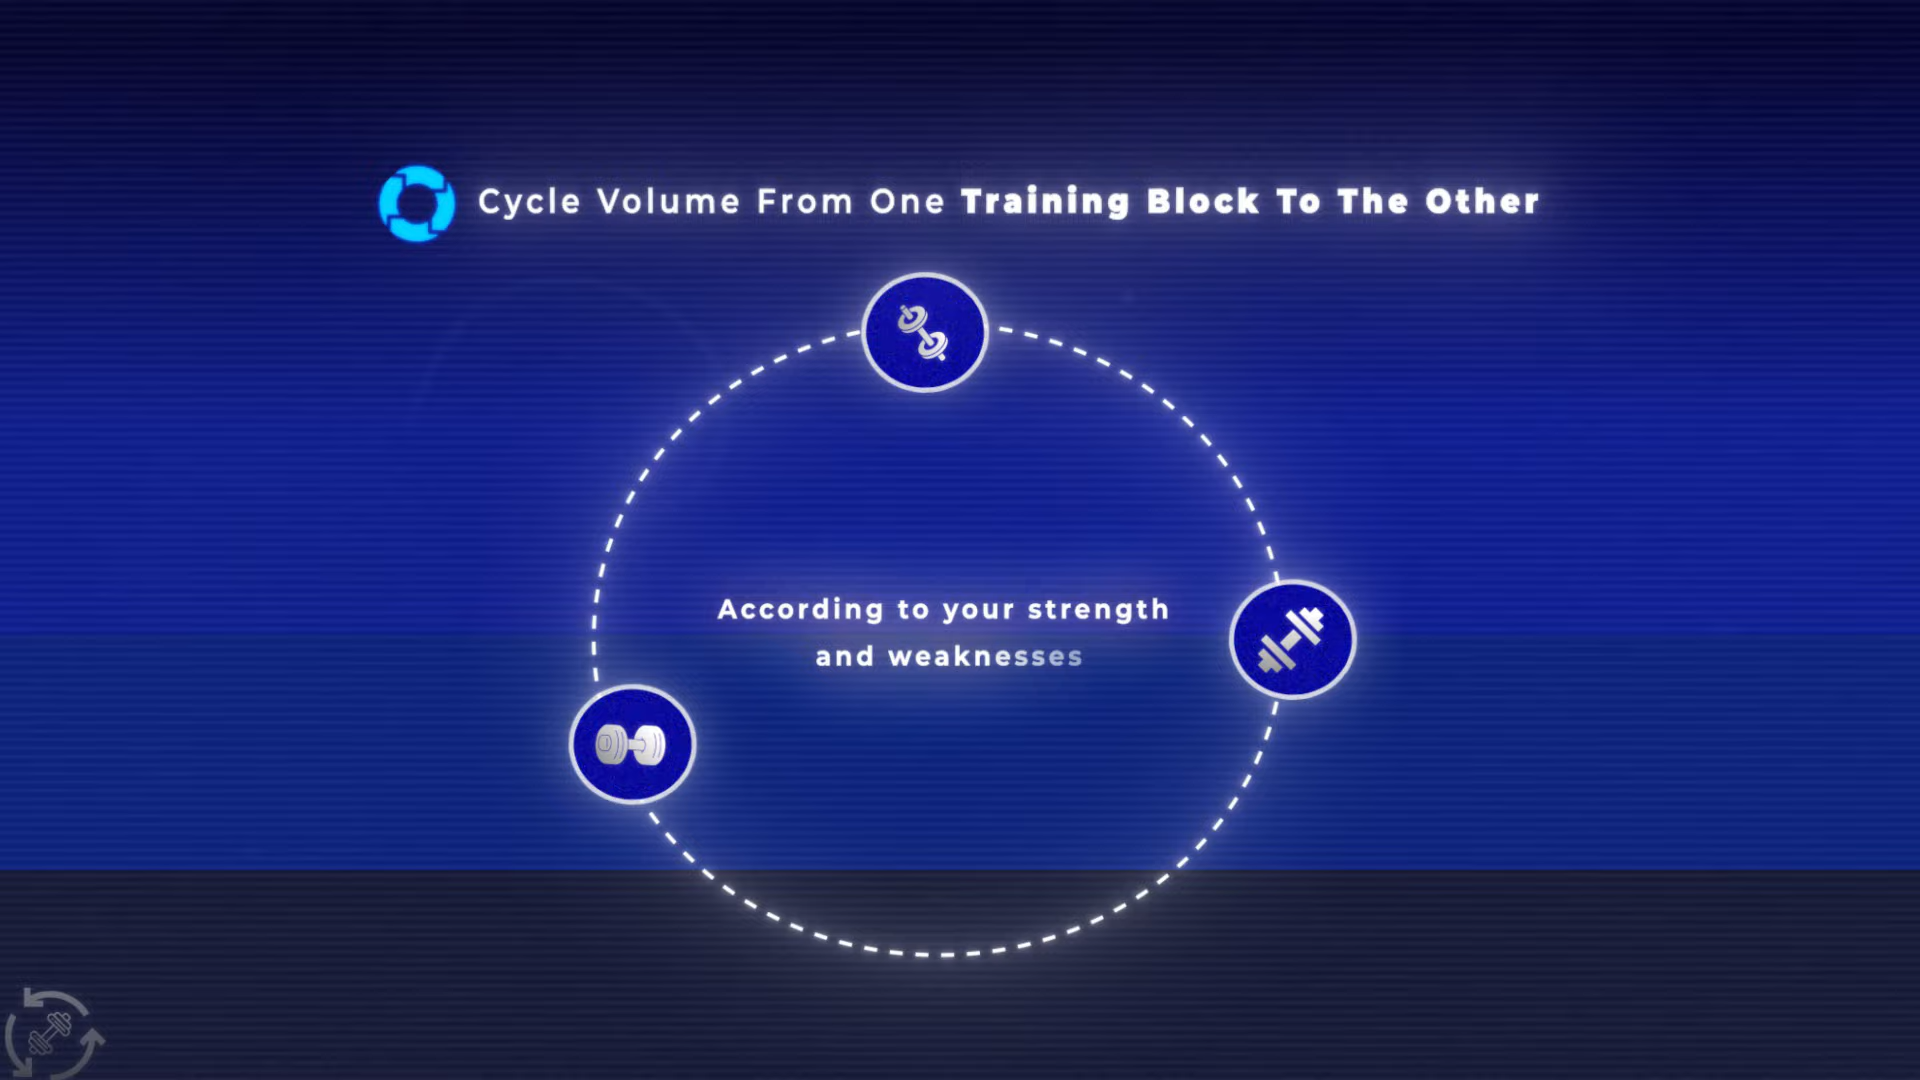 Cycle Volume From One Training Block To The Other
According to your strength
and weaknesses